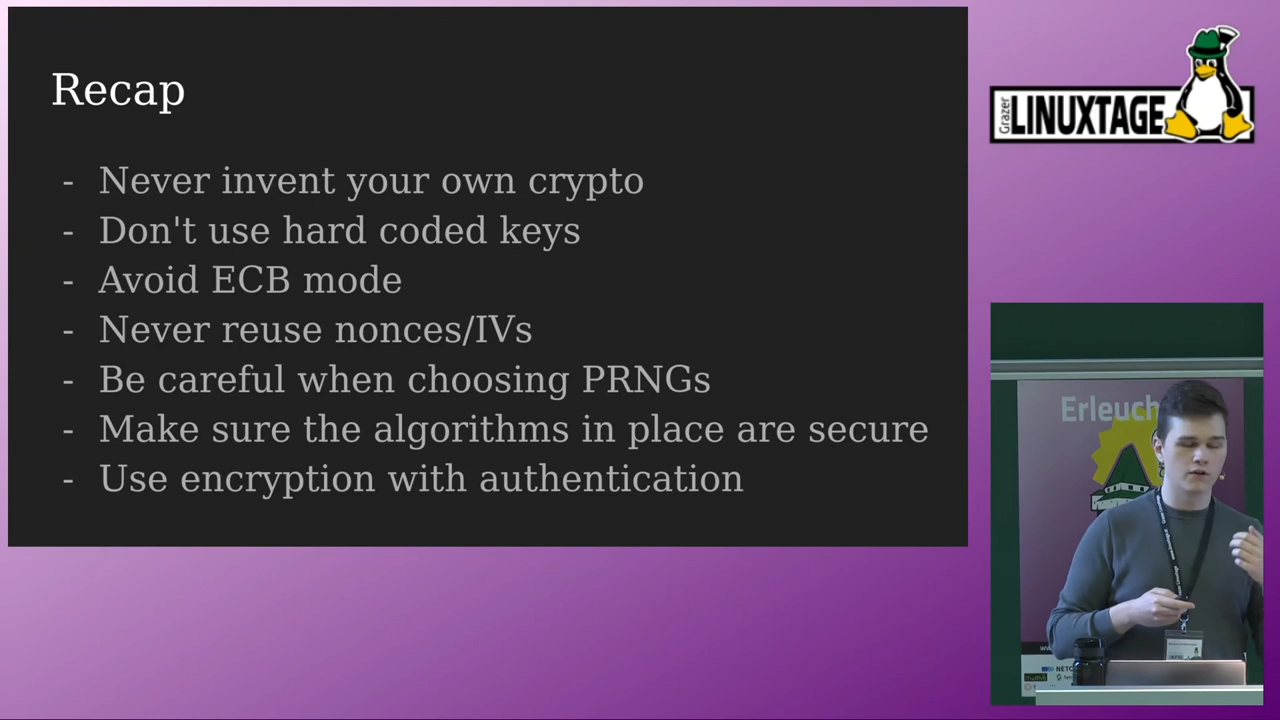 Recap
- Never invent your own crypto
- Don't use hard coded keys
- Avoid ECB mode
- Never reuse nonces/IVs
- Be careful when choosing PRNGs
- Make sure the algorithms in place are secure
- Use encryption with authentication
Grazer
LINUXTAGE
Erleuch